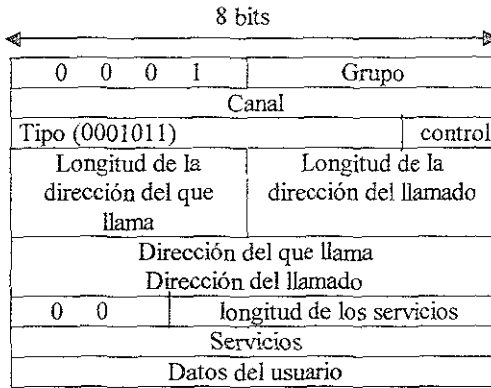 8 bits
0 0 0 1 Grupo
Canal
Tipo (0001011) control
Longitud de la dirección del que llama
Longitud de la dirección del llamado
Dirección del que llama
Dirección del llamado
0 0 longitud de los servicios
Servicios
Datos del usuario